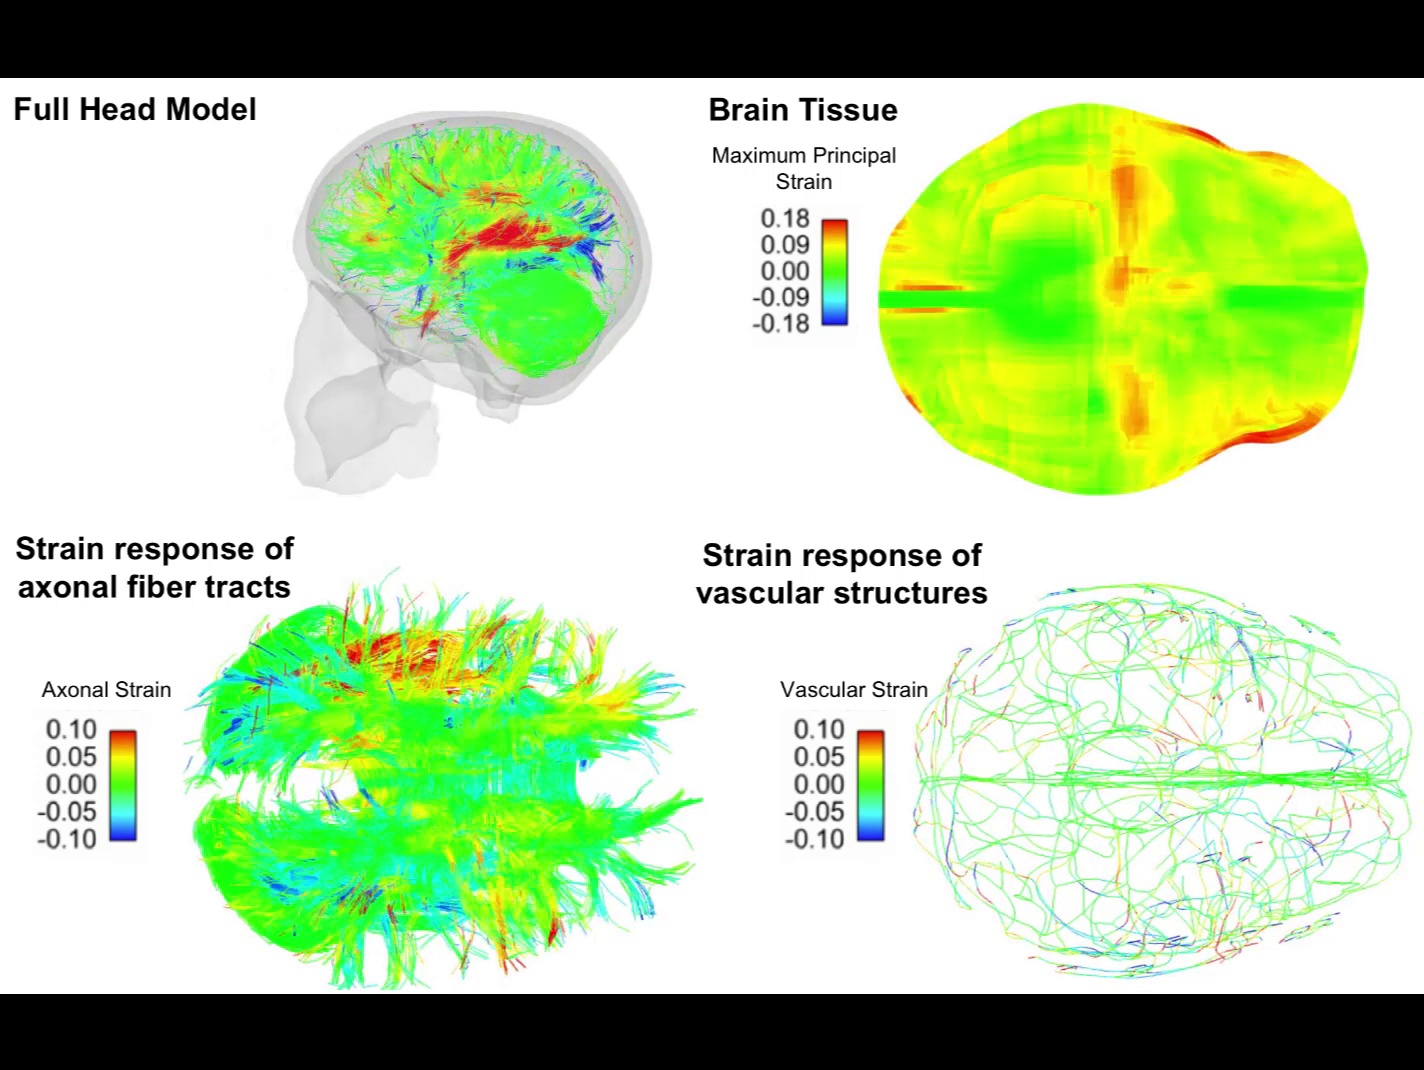 Full Head Model
Brain Tissue
Maximum Principal
Strain
0.18
0.09
0.00
-0.09
-0.18
Strain response of
axonal fiber tracts
Axonal Strain
0.10
0.05
0.00
-0.05
-0.10
Strain response of
vascular structures
Vascular Strain
0.10
0.05
0.00
-0.05
-0.10